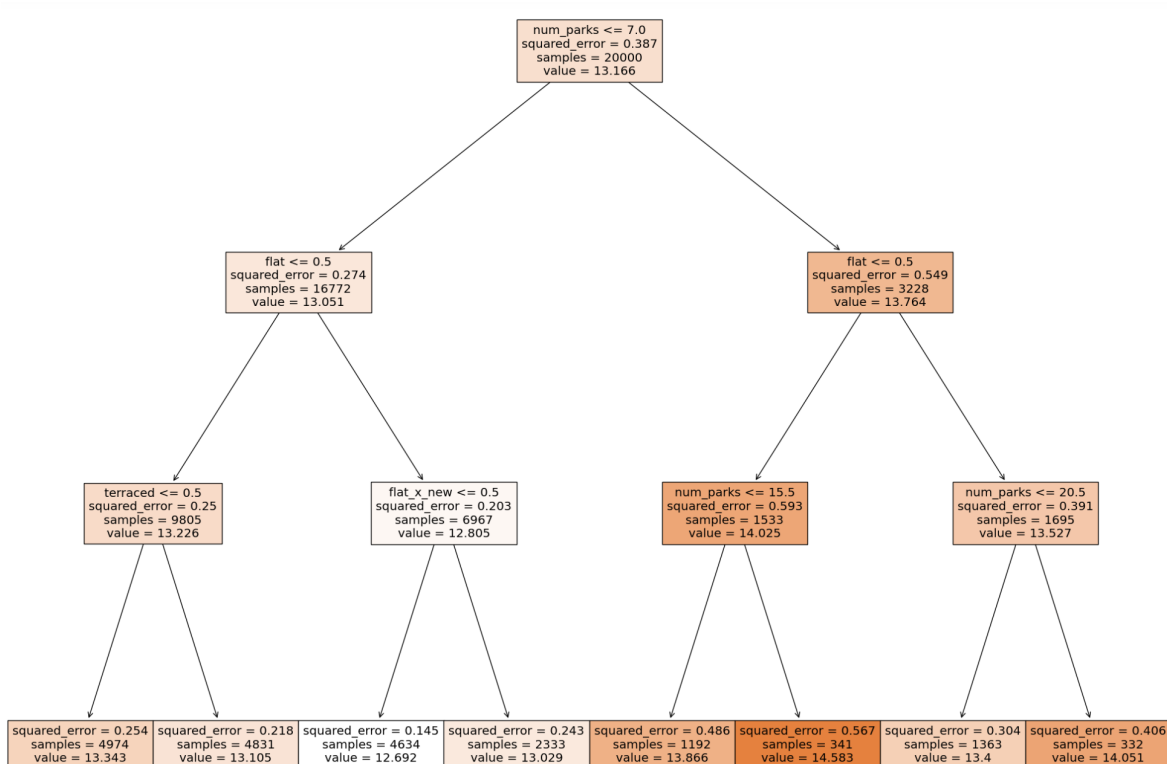 num_parks <= 7.0
squared_error = 0.387
samples = 20000
value = 13.166
flat <= 0.5
squared_error = 0.274
samples = 16772
value = 13.051
flat <= 0.5
squared_error = 0.549
samples = 3228
value = 13.764
terraced <= 0.5
squared_error = 0.25
samples = 9805
value = 13.226
flat_x_new <= 0.5
squared_error = 0.203
samples = 6967
value = 12.805
num_parks <= 15.5
squared_error = 0.593
samples = 1533
value = 14.025
num_parks <= 20.5
squared_error = 0.391
samples = 1695
value = 13.527
squared_error = 0.254
samples = 4974
value = 13.343
squared_error = 0.218
samples = 4831
value = 13.105
squared_error = 0.145
samples = 4634
value = 12.692
squared_error = 0.243
samples = 2333
value = 13.029
squared_error = 0.486
samples = 1192
value = 13.866
squared_error = 0.567
samples = 341
value = 14.583
squared_error = 0.304
samples = 1363
value = 13.4
squared_error = 0.406
samples = 332
value = 14.051